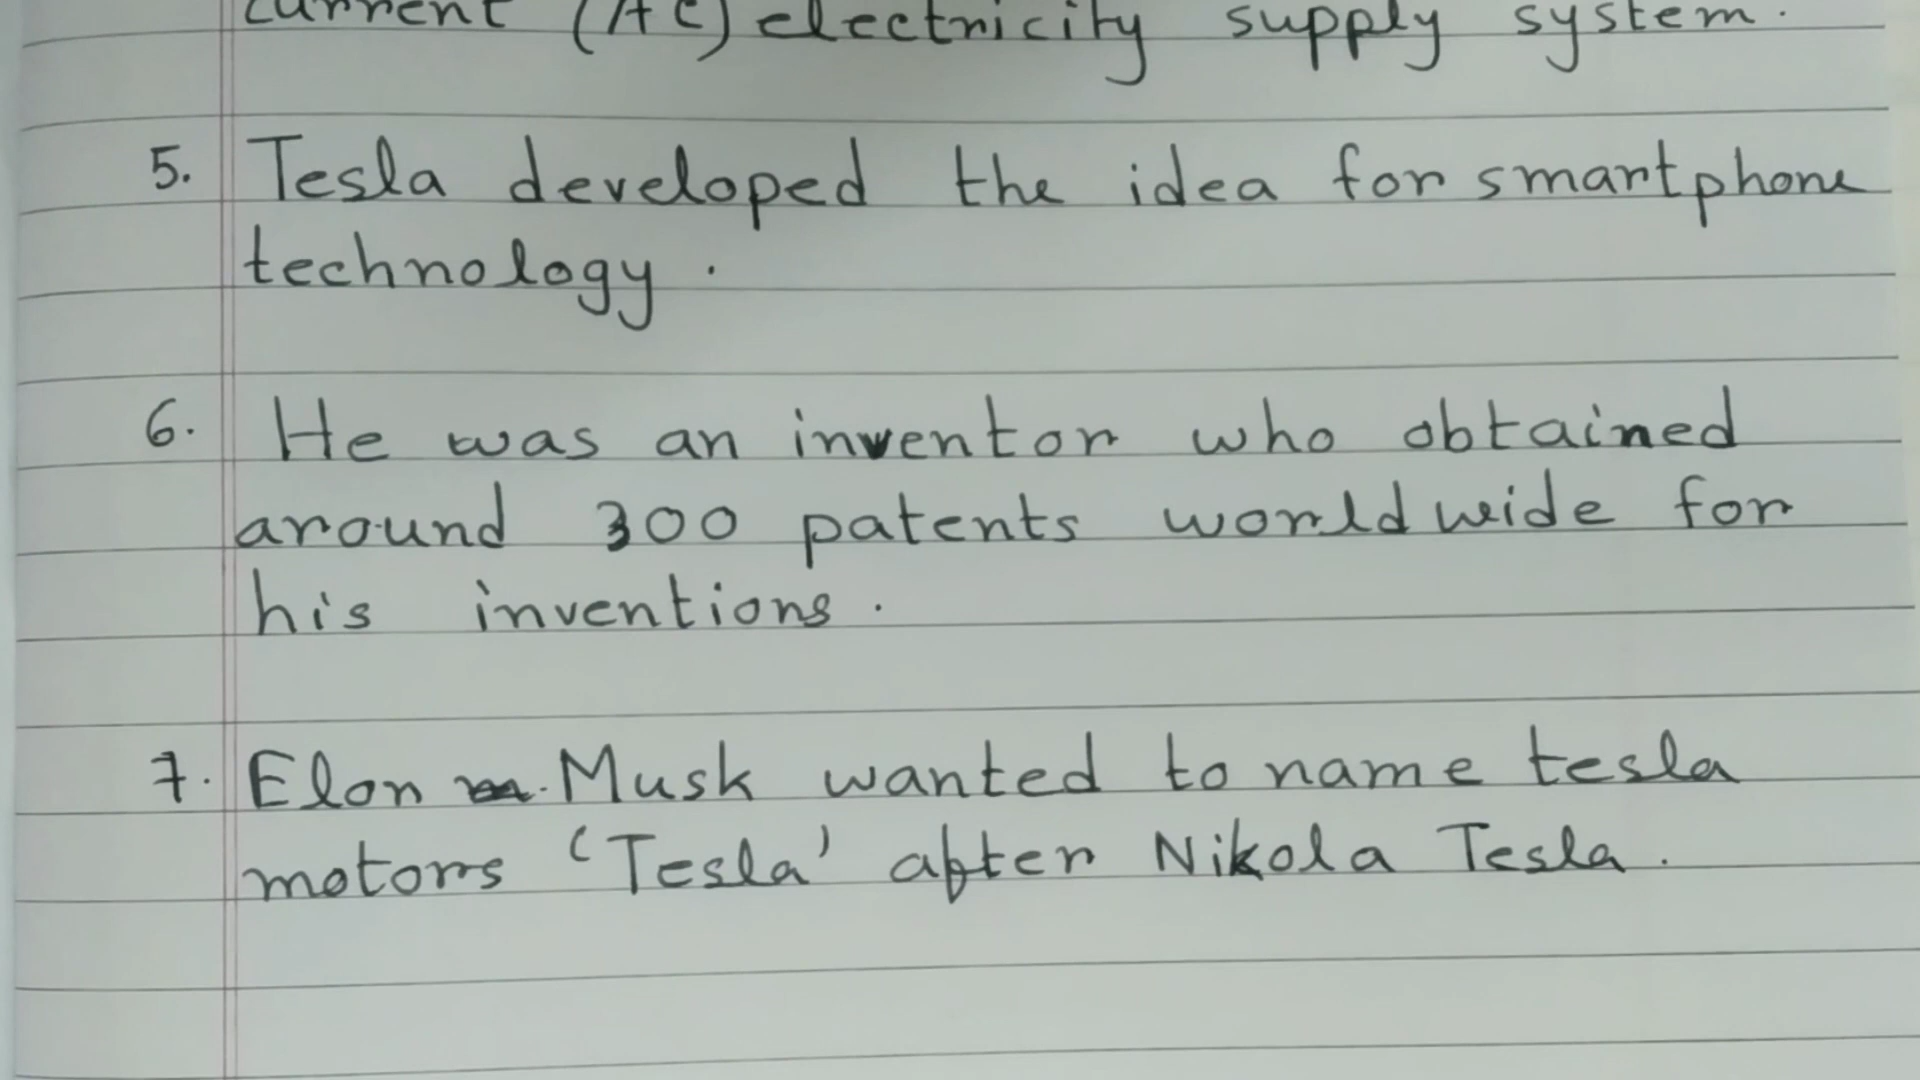 current (AC) electricity supply system.
5. Tesla developed the idea for smartphone
technology.
6. He was an inventor who obtained
around 300 patents worldwide for
his inventions.
7. Elon Musk wanted to name tesla
motors 'Tesla' after Nikola Tesla.